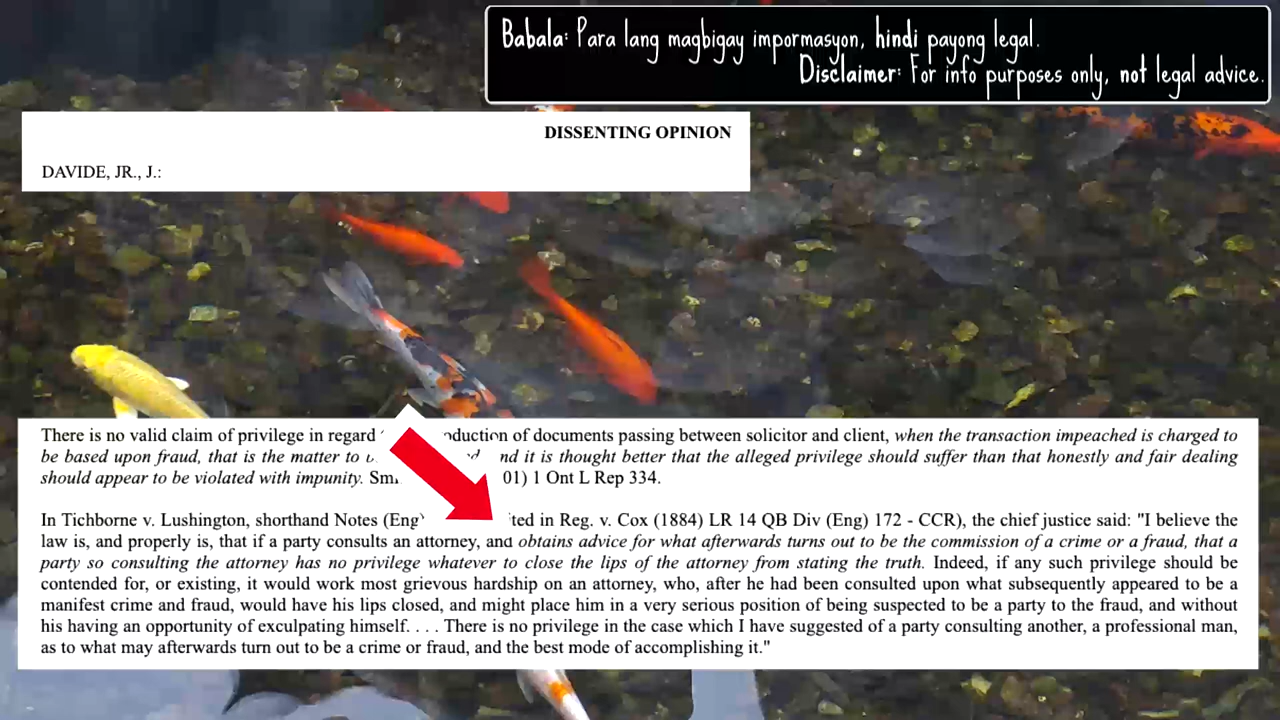 Babala: Para lang magbigay impormasyon, hindi payong legal.
Disclaimer: For info purposes only, not legal advice.
DISSENTING OPINION
DAVIDE, JR., J.:
There is no valid claim of privilege in regard oduction of documents passing between solicitor and client, when the transaction impeached is charged to
be based upon fraud, that is the matter to nd it is thought better that the alleged privilege should suffer than that honestly and fair dealing
should appear to be violated with impunity. 01) 1 Ont L Rep 334.
In Tichborne v. Lushington, shorthand Notes (Eng) ited in Reg. v. Cox (1884) LR 14 QB Div (Eng) 172 - CCR), the chief justice said: "I believe the
law is, and properly is, that if a party consults an attorney, and obtains advice for what afterwards turns out to be the commission of a crime or a fraud, that a
party so consulting the attorney has no privilege whatever to close the lips of the attorney from stating the truth. Indeed, if any such privilege should be
contended for, or existing, it would work most grievous hardship on an attorney, who, after he had been consulted upon what subsequently appeared to be a
manifest crime and fraud, would have his lips closed, and might place him in a very serious position of being suspected to be a party to the fraud, and without
his having an opportunity of exculpating himself. . . . There is no privilege in the case which I have suggested of a party consulting another, a professional man,
as to what may afterwards turn out to be a crime or fraud, and the best mode of accomplishing it."